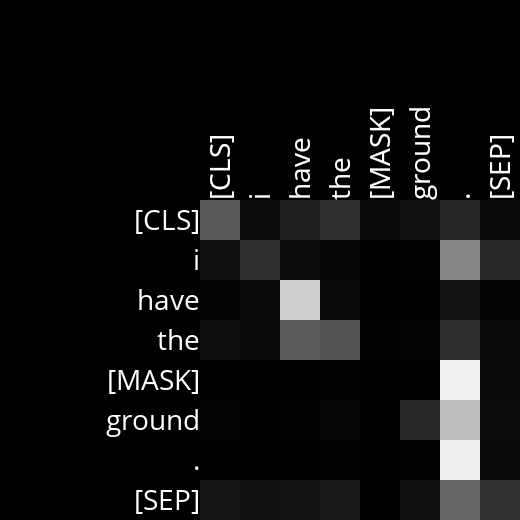 [CLS] i have the [MASK] ground . [SEP]
[CLS]
i
have
the
[MASK]
ground
.
[SEP]